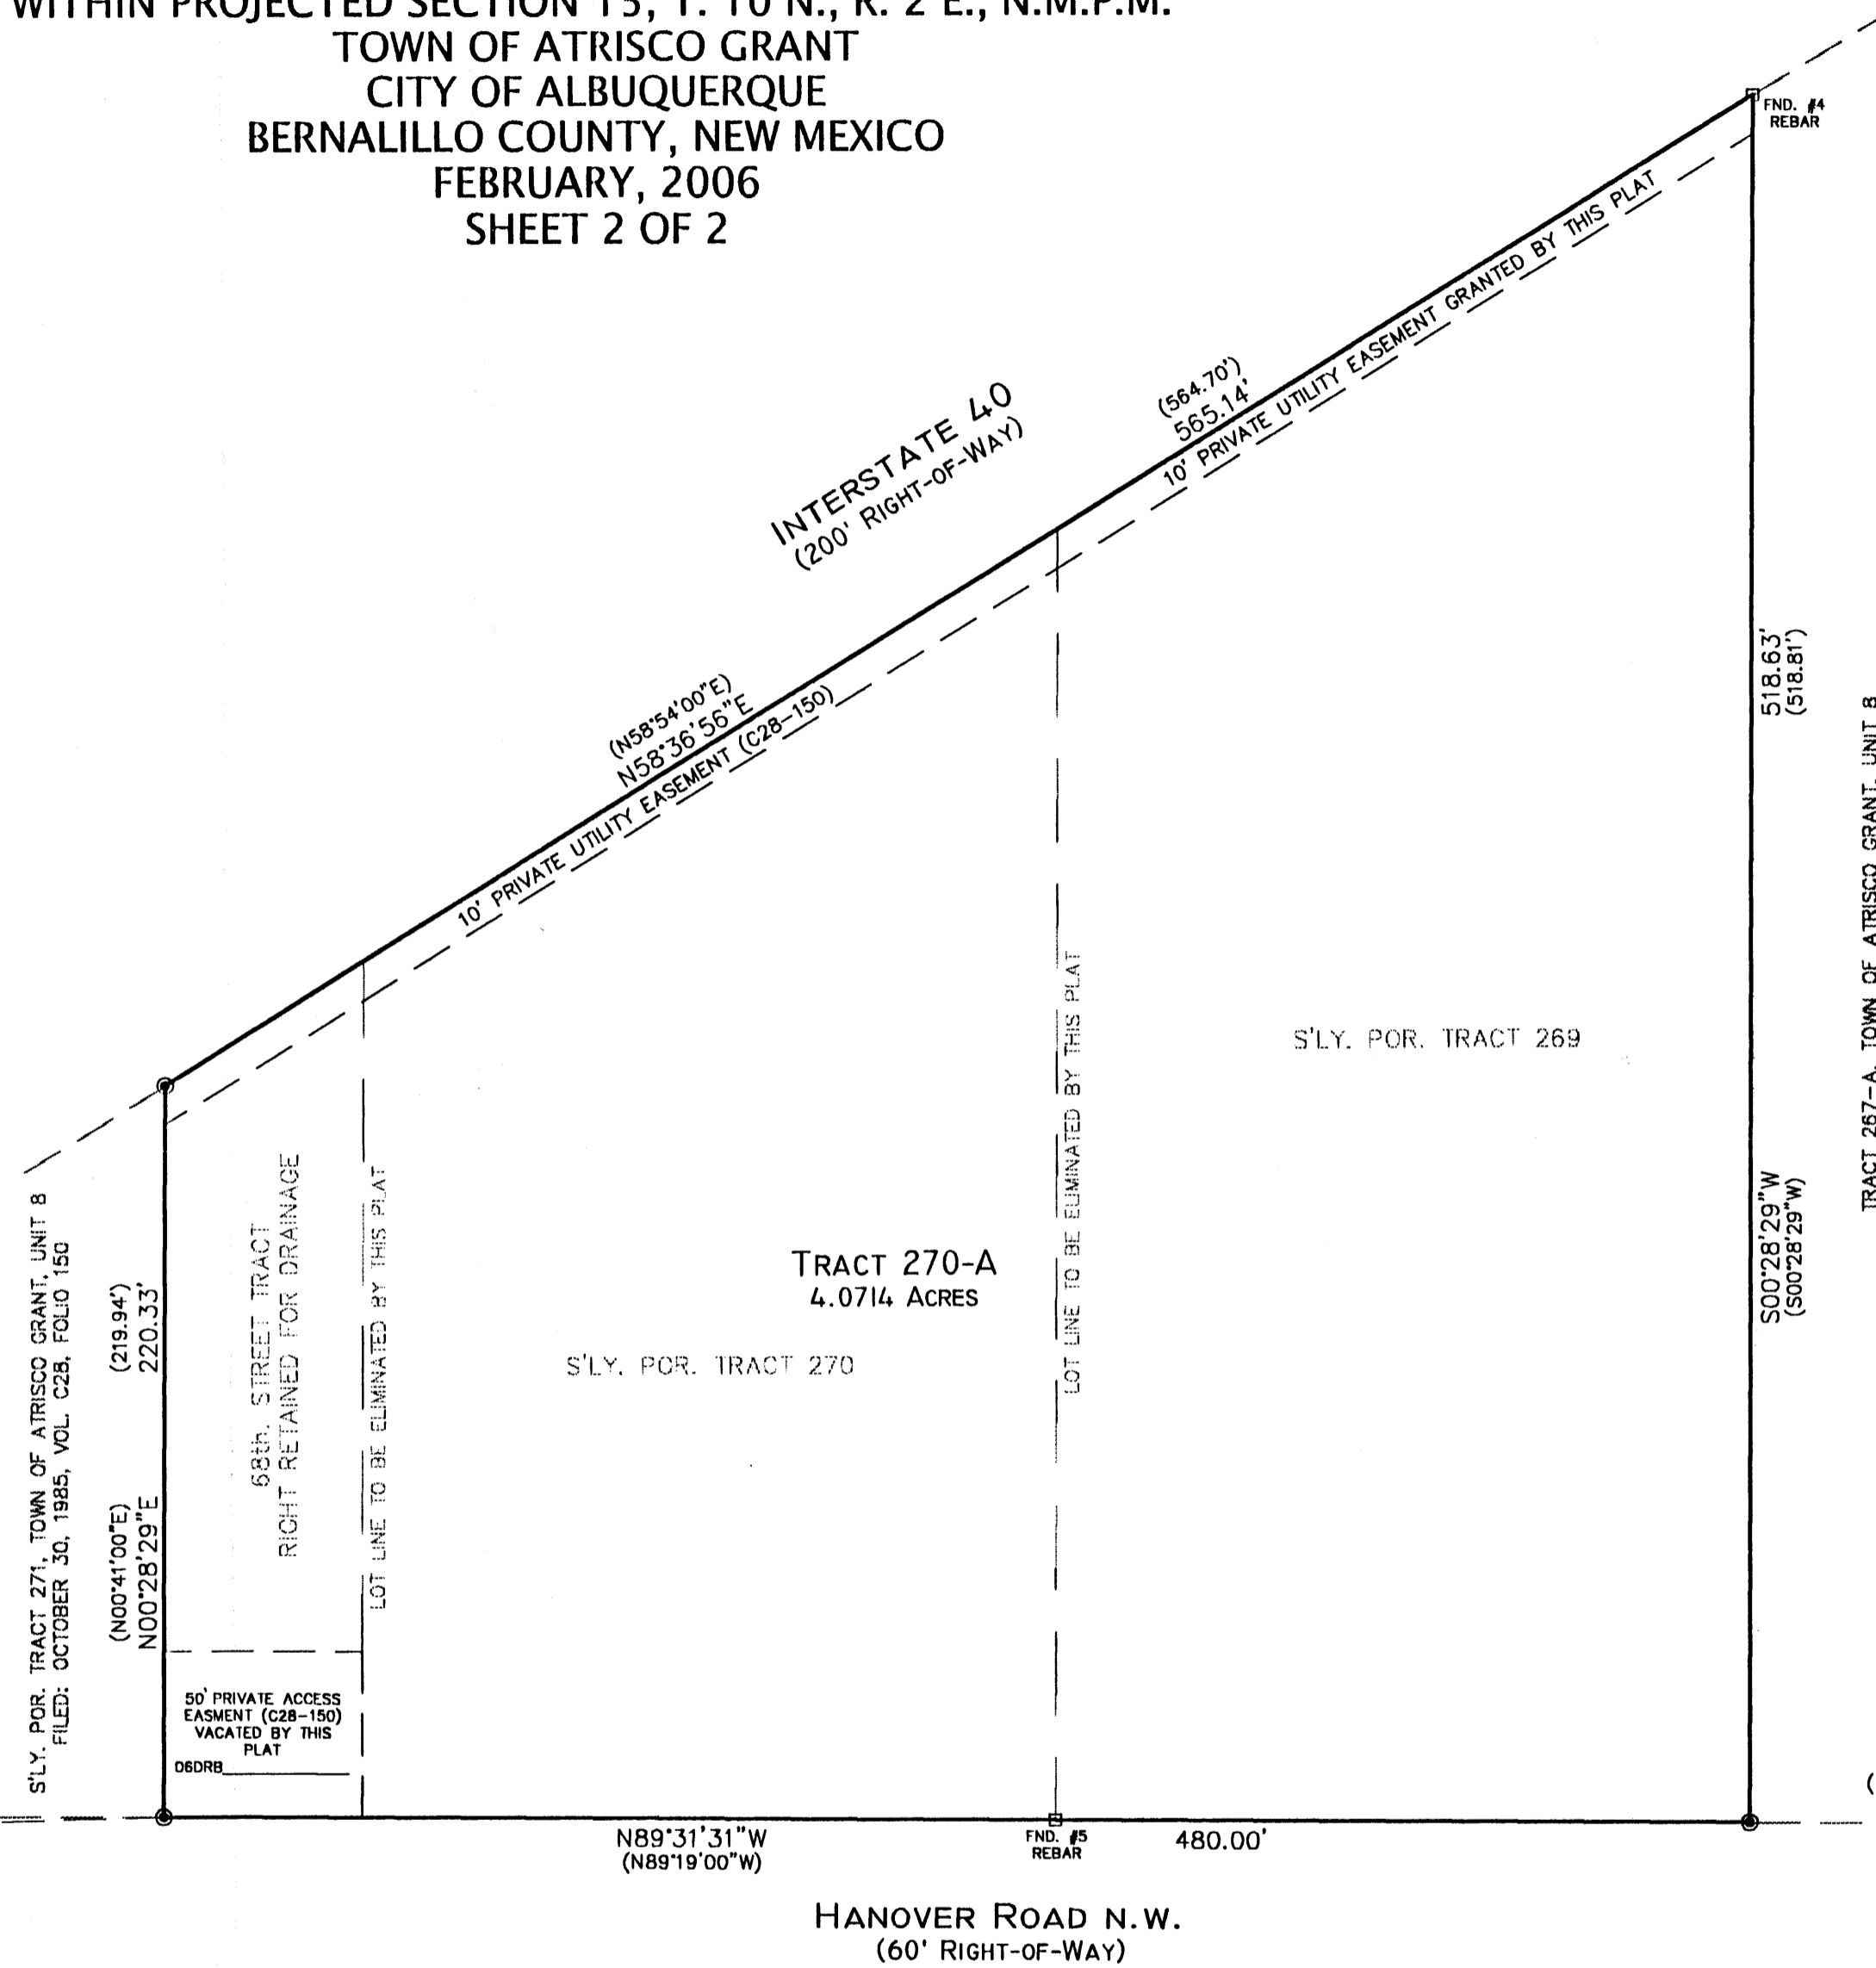 WITHIN PROJECTED SECTION 15, T. 10 N., R. 2 E., N.M.P.M.
TOWN OF ATRISCO GRANT
CITY OF ALBUQUERQUE
BERNALILLO COUNTY, NEW MEXICO
FEBRUARY, 2006
SHEET 2 OF 2
FND. #4
REBAR
INTERSTATE 40
(200' RIGHT-OF-WAY)
(564.70')
565.14'
10' PRIVATE UTILITY EASEMENT GRANTED BY THIS PLAT
(N58°54'00"E)
N58°36'56"E
10' PRIVATE UTILITY EASEMENT (C28-150)
518.63'
(518.81')
S00°28'29"W
(S00°28'29"W)
TRACT 267-A, TOWN OF ATRISCO GRANT, UNIT 8
S'LY. POR. TRACT 269
LOT LINE TO BE ELIMINATED BY THIS PLAT
TRACT 270-A
4.0714 ACRES
S'LY. POR. TRACT 270
LOT LINE TO BE ELIMINATED BY THIS PLAT
68th. STREET TRACT
RIGHT RETAINED FOR DRAINAGE
(219.94')
220.33'
(N00°41'00"E)
N00°28'29"E
S'LY. POR. TRACT 271, TOWN OF ATRISCO GRANT, UNIT 8
FILED: OCTOBER 30, 1985, VOL. C28, FOLIO 150
50' PRIVATE ACCESS
EASMENT (C28-150)
VACATED BY THIS
PLAT
06DRB
(
N89°31'31"W
(N89°19'00"W)
FND. #5
REBAR
480.00'
HANOVER ROAD N.W.
(60' RIGHT-OF-WAY)